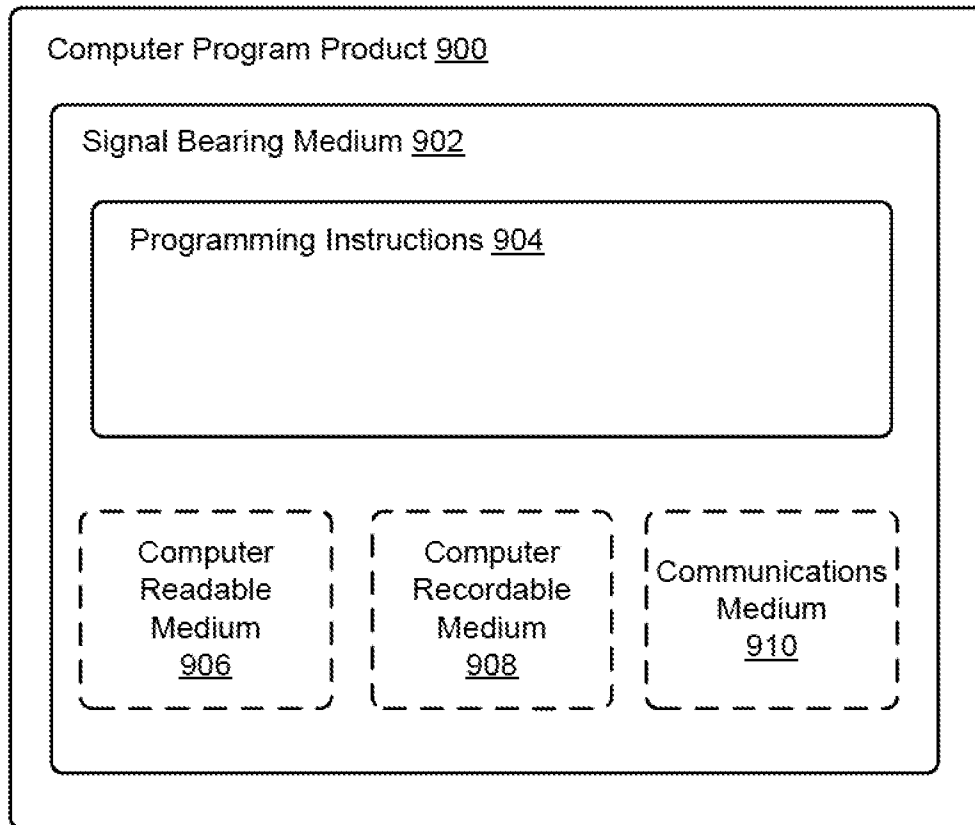 Computer Program Product 900
Signal Bearing Medium 902
Programming Instructions 904
Computer
Readable
Medium
906
Computer
Recordable
Medium
908
Communications
Medium
910